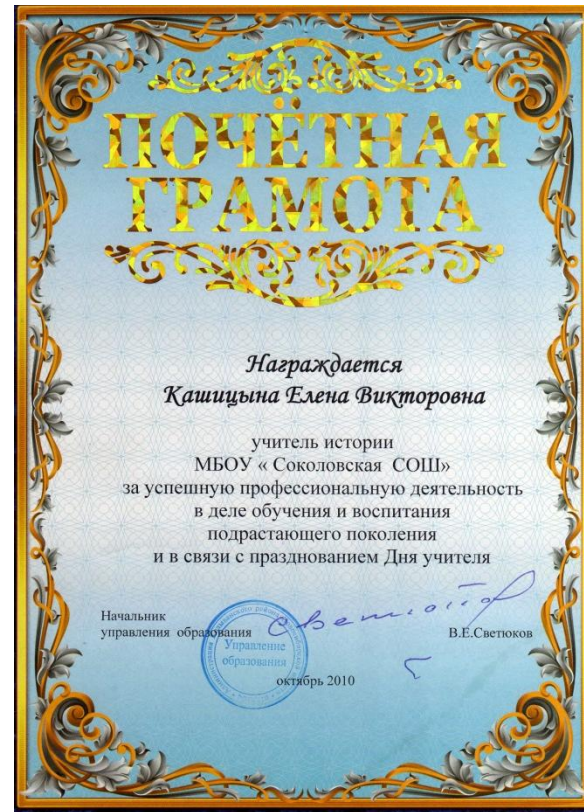 ПОЧЁТНАЯ
ГРАМОТА
Награждается
Кашицына Елена Викторовна
учитель истории
МБОУ « Соколовская СОШ»
за успешную профессиональную деятельность
в деле обучения и воспитания
подрастающего поколения
и в связи с празднованием Дня учителя
Начальник
управления образования
В.Е.Светюков
Управление
образования
октябрь 2010